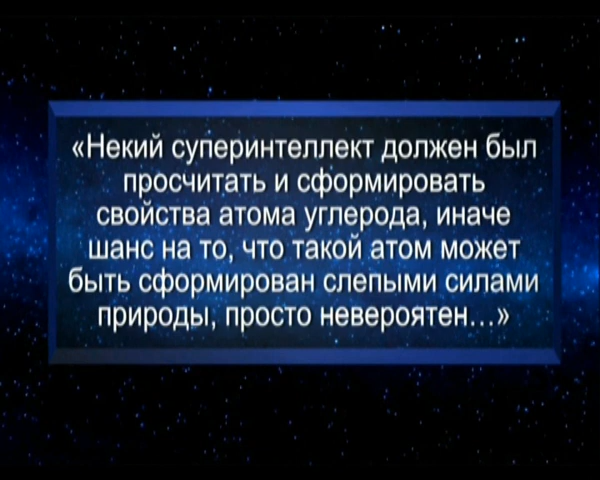 «Некий суперинтеллект должен был
просчитать и сформировать
свойства атома углерода, иначе
шанс на то, что такой атом может
быть сформирован слепыми силами
природы, просто невероятен...»